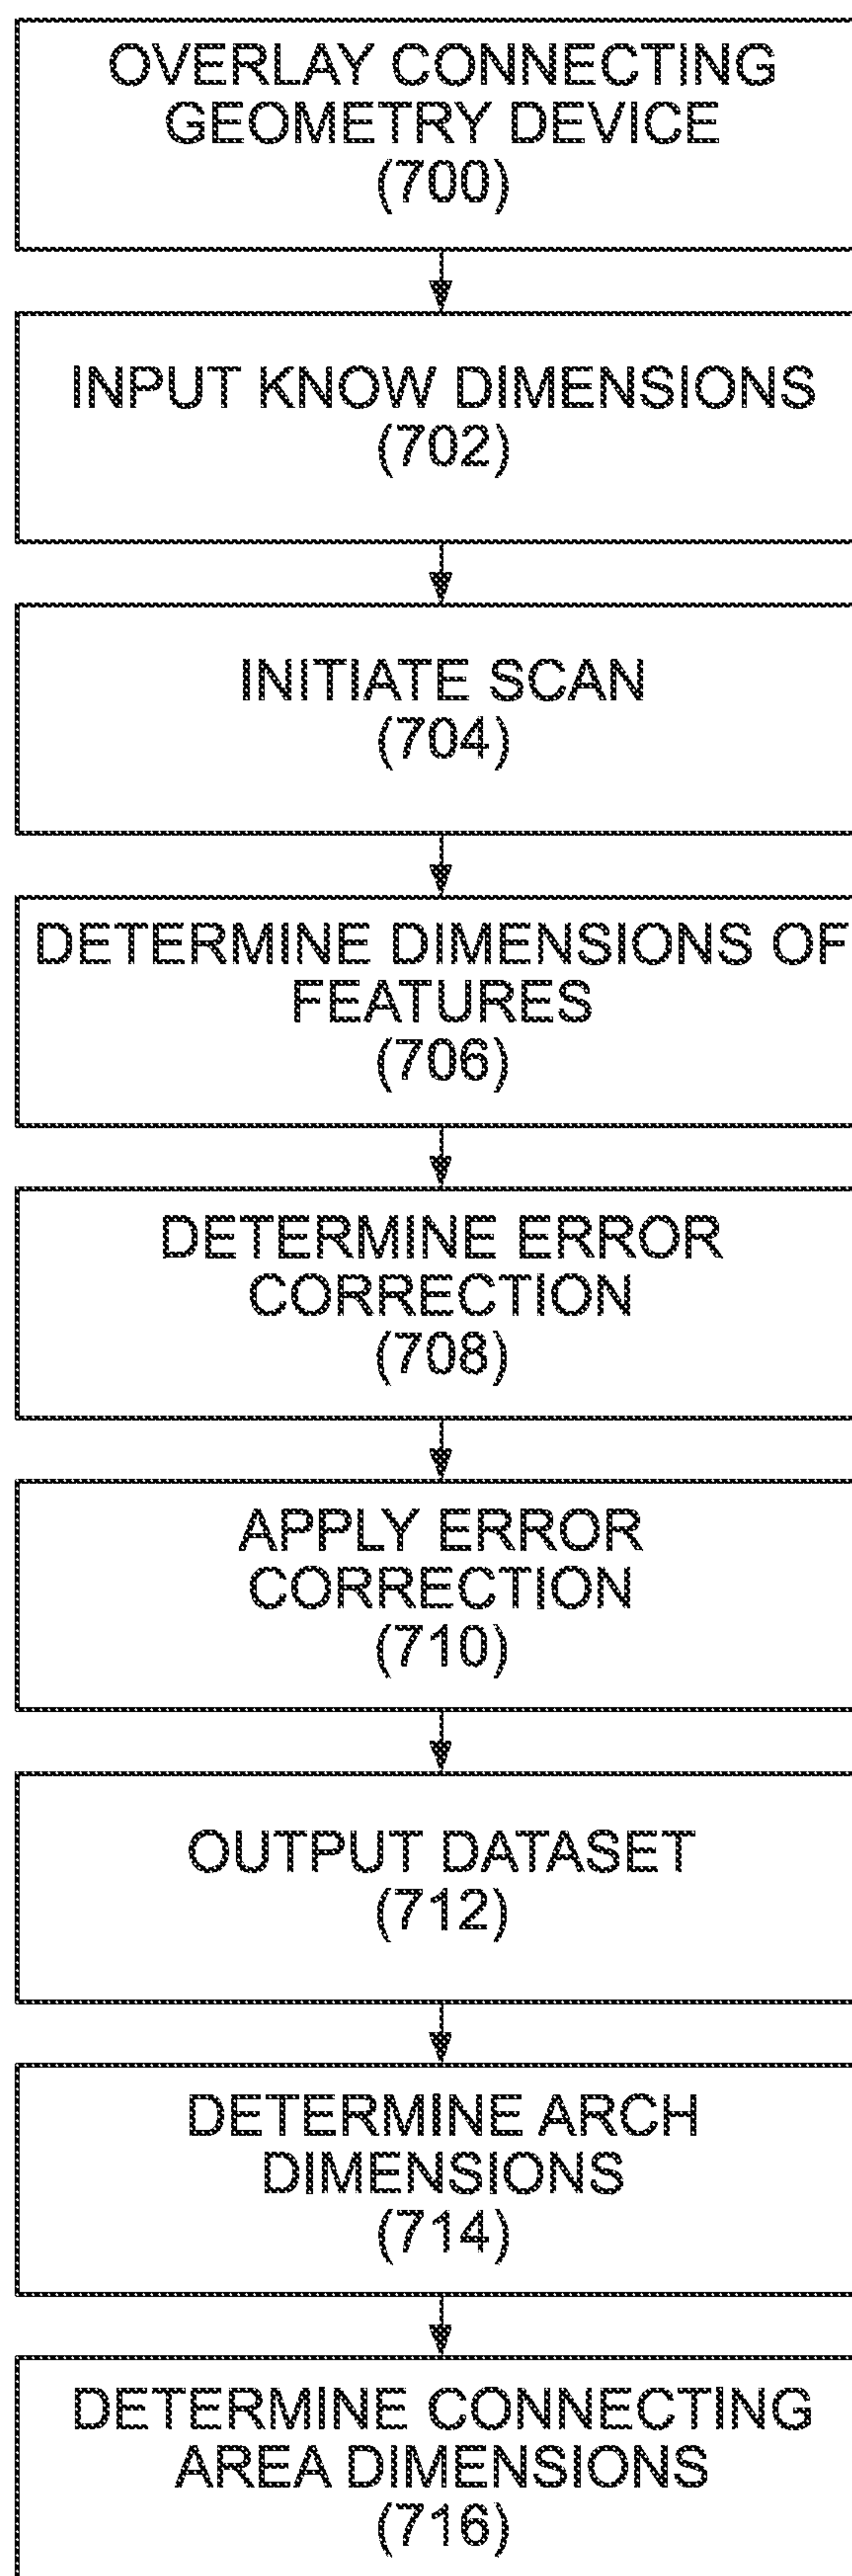 OVERLAY CONNECTING
GEOMETRY DEVICE
(700)
INPUT KNOW DIMENSIONS
(702)
INITIATE SCAN
(704)
DETERMINE DIMENSIONS OF
FEATURES
(706)
DETERMINE ERROR
CORRECTION
(708)
APPLY ERROR
CORRECTION
(710)
OUTPUT DATASET
(712)
DETERMINE ARCH
DIMENSIONS
(714)
DETERMINE CONNECTING
AREA DIMENSIONS
(716)